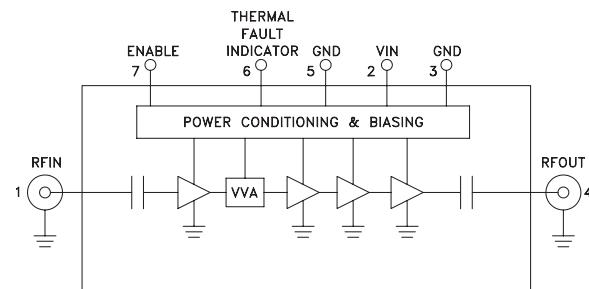 THERMAL
FAULT
ENABLE INDICATOR GND VIN GND
7 6 5 2 3
POWER CONDITIONING & BIASING
RFIN RFOUT
1 VVA 4